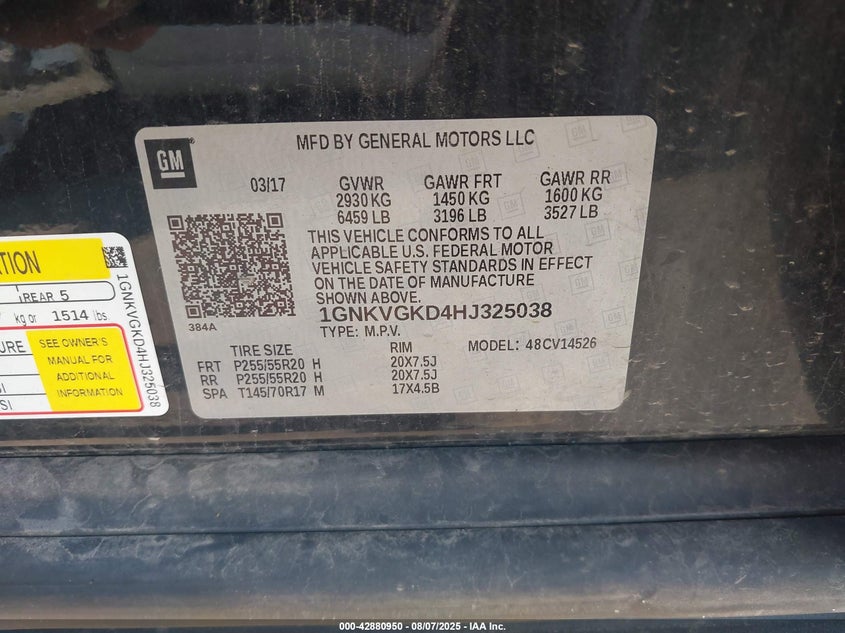 GM
MFD BY GENERAL MOTORS LLC
03/17
GVWR
2930 KG
6459 LB
GAWR FRT
1450 KG
3196 LB
GAWR RR
1600 KG
3527 LB
THIS VEHICLE CONFORMS TO ALL
APPLICABLE U.S. FEDERAL MOTOR
VEHICLE SAFETY STANDARDS IN EFFECT
ON THE DATE OF MANUFACTURE
SHOWN ABOVE.
384A
1GNKVGKD4HJ325038
TYPE: M.P.V.
MODEL: 48CV14526
TIRE SIZE RIM
FRT P255/55R20 H 20X7.5J
RR P255/55R20 H 20X7.5J
SPA T145/70R17 M 17X4.5B
REAR 5
kg or 1514 lbs.
SEE OWNER'S
MANUAL FOR
ADDITIONAL
INFORMATION
1GNKVGKD4HJ325038
000-42880950 - 08/07/2025 - IAA Inc.